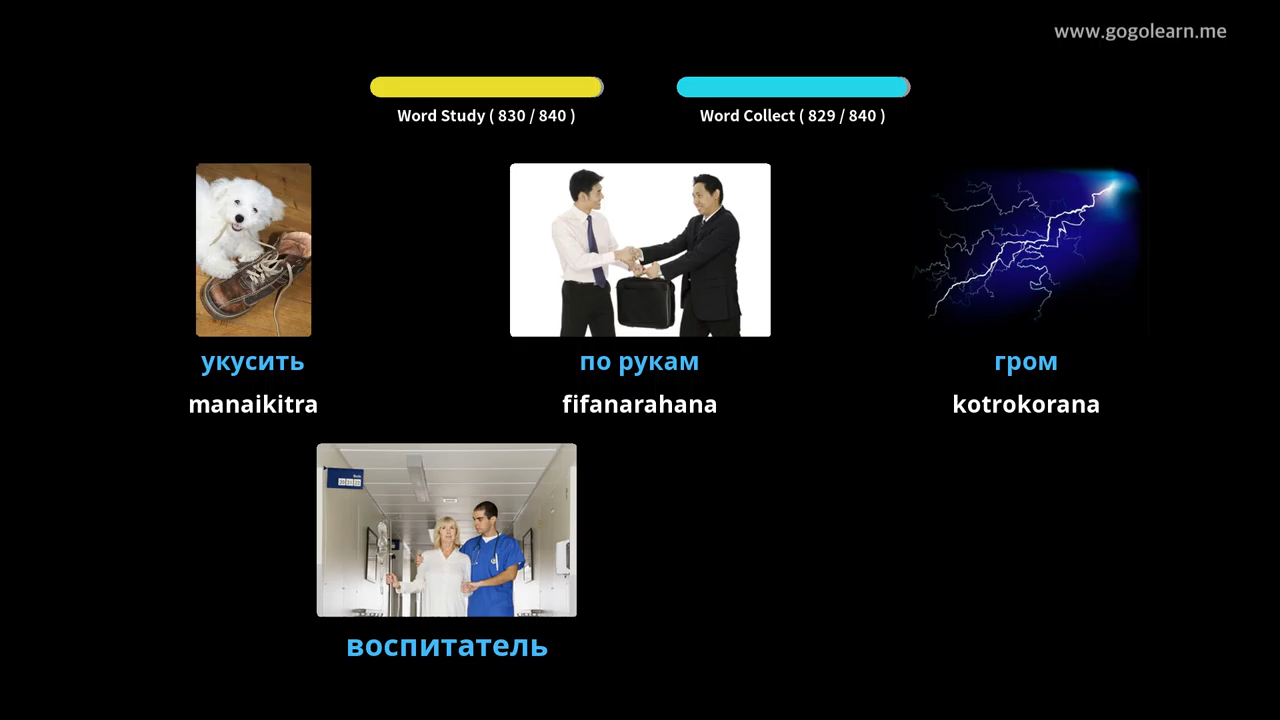 www.gogolearn.me
Word Study ( 830 / 840 )
Word Collect ( 829 / 840 )
укусить
по рукам
гром
manaikitra
fifanarahana
kotrokorana
воспитатель